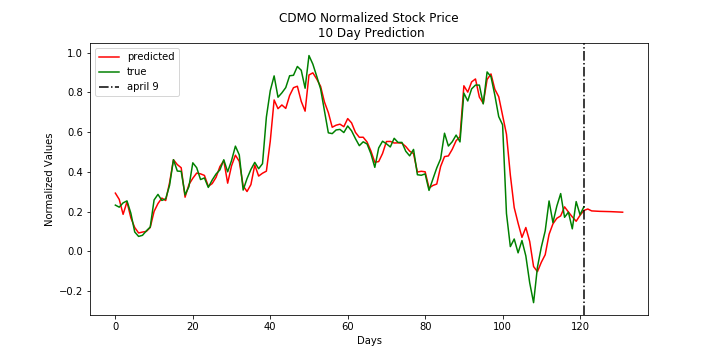 CDMO Normalized Stock Price
10 Day Prediction
predicted
true
april 9
Normalized Values
1.0
0.8
0.6
0.4
0.2
0.0
−0.2
0 20 40 60 80 100 120
Days